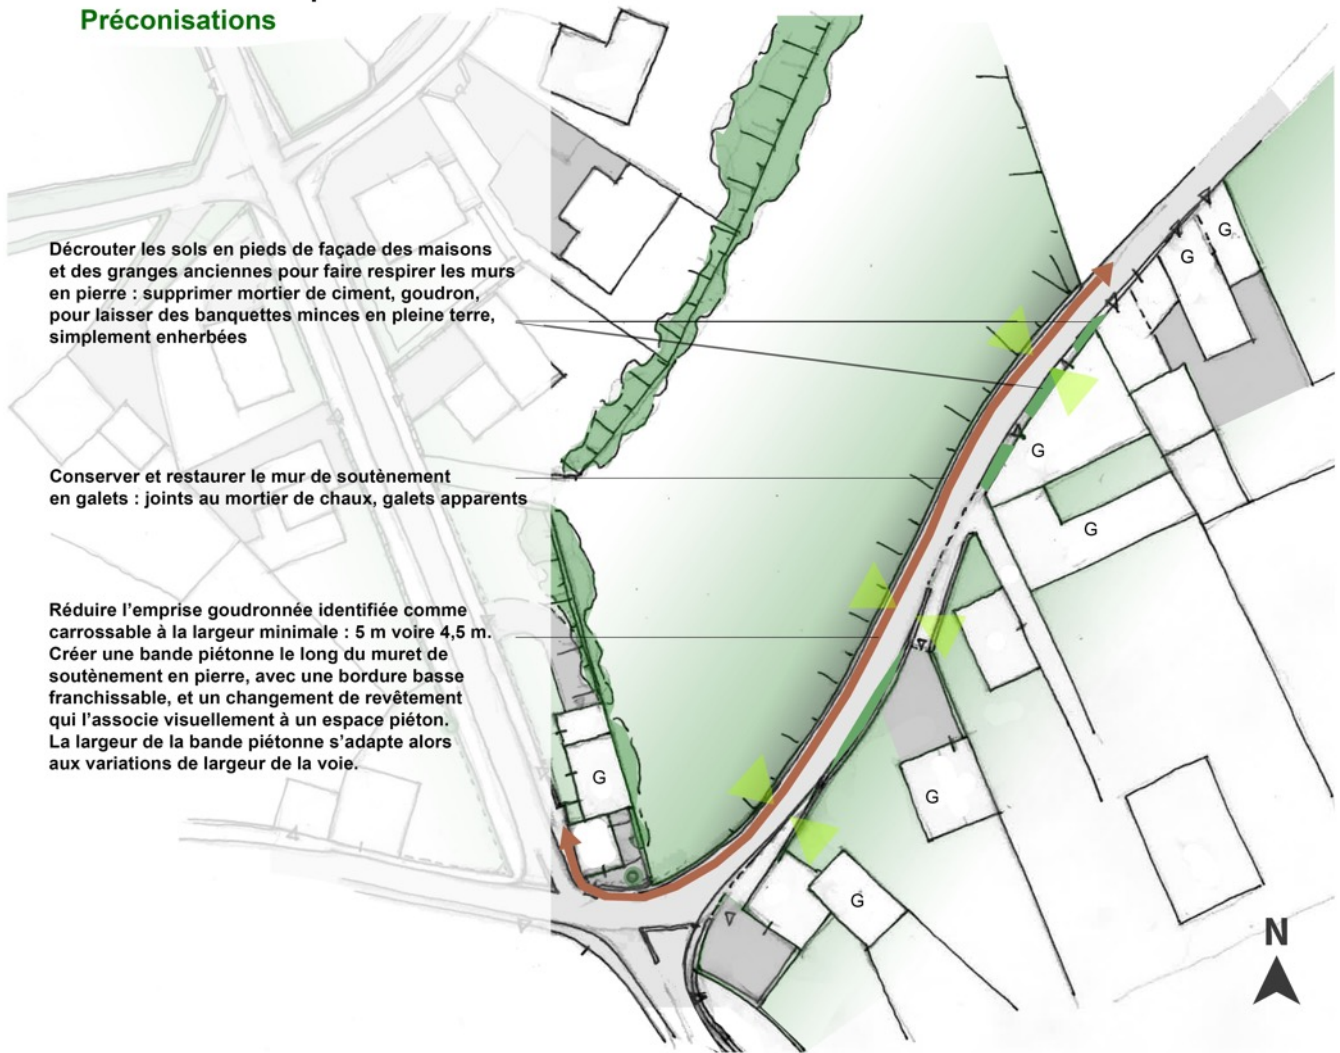 Préconisations
Décrouter les sols en pieds de façade des maisons
et des granges anciennes pour faire respirer les murs
en pierre : supprimer mortier de ciment, goudron,
pour laisser des banquettes minces en pleine terre,
simplement enherbées
Conserver et restaurer le mur de soutènement
en galets : joints au mortier de chaux, galets apparents
Réduire l’emprise goudronnée identifiée comme
carrossable à la largeur minimale : 5 m voire 4,5 m.
Créer une bande piétonne le long du muret de
soutènement en pierre, avec une bordure basse
franchissable, et un changement de revêtement
qui l’associe visuellement à un espace piéton.
La largeur de la bande piétonne s’adapte alors
aux variations de largeur de la voie.
G
G
G
G
G
G
G
N